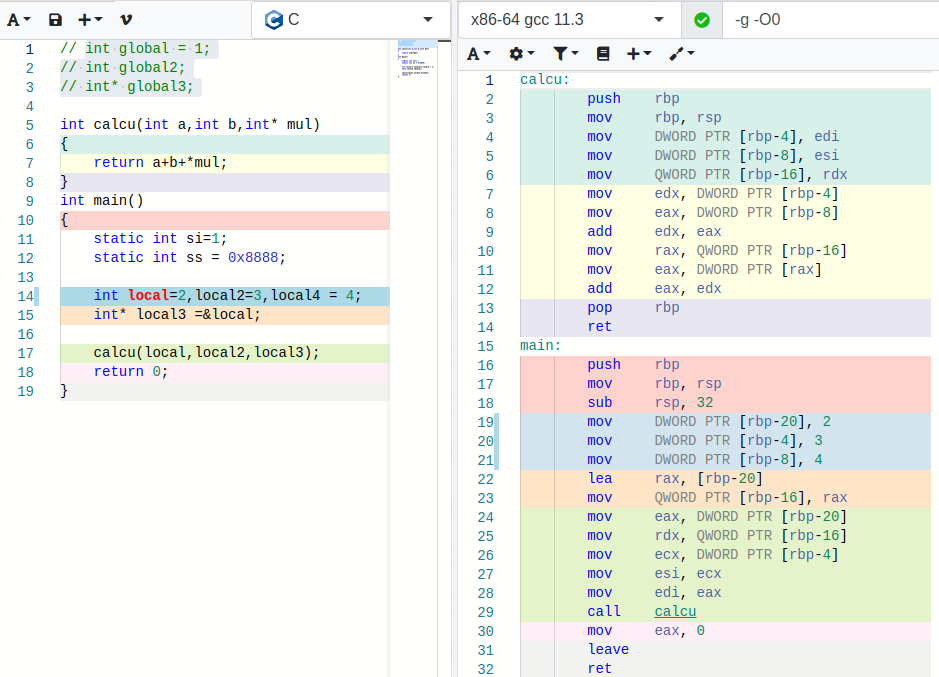 A
+
C
x86-64 gcc 11.3
-g -O0
A
+
1 // int global = 1;
2 // int global2;
3 // int* global3;
4
5 int calcu(int a,int b,int* mul)
6 {
7 return a+b+*mul;
8 }
9 int main()
10 {
11 static int si=1;
12 static int ss = 0x8888;
13
14 int local=2,local2=3,local4 = 4;
15 int* local3 =&local;
16
17 calcu(local,local2,local3);
18 return 0;
19 }
1 calcu:
2 push rbp
3 mov rbp, rsp
4 mov DWORD PTR [rbp-4], edi
5 mov DWORD PTR [rbp-8], esi
6 mov QWORD PTR [rbp-16], rdx
7 mov edx, DWORD PTR [rbp-4]
8 mov eax, DWORD PTR [rbp-8]
9 add edx, eax
10 mov rax, QWORD PTR [rbp-16]
11 mov eax, DWORD PTR [rax]
12 add eax, edx
13 pop rbp
14 ret
15 main:
16 push rbp
17 mov rbp, rsp
18 sub rsp, 32
19 mov DWORD PTR [rbp-20], 2
20 mov DWORD PTR [rbp-4], 3
21 mov DWORD PTR [rbp-8], 4
22 lea rax, [rbp-20]
23 mov QWORD PTR [rbp-16], rax
24 mov eax, DWORD PTR [rbp-20]
25 mov rdx, QWORD PTR [rbp-16]
26 mov ecx, DWORD PTR [rbp-4]
27 mov esi, ecx
28 mov edi, eax
29 call calcu
30 mov eax, 0
31 leave
32 ret